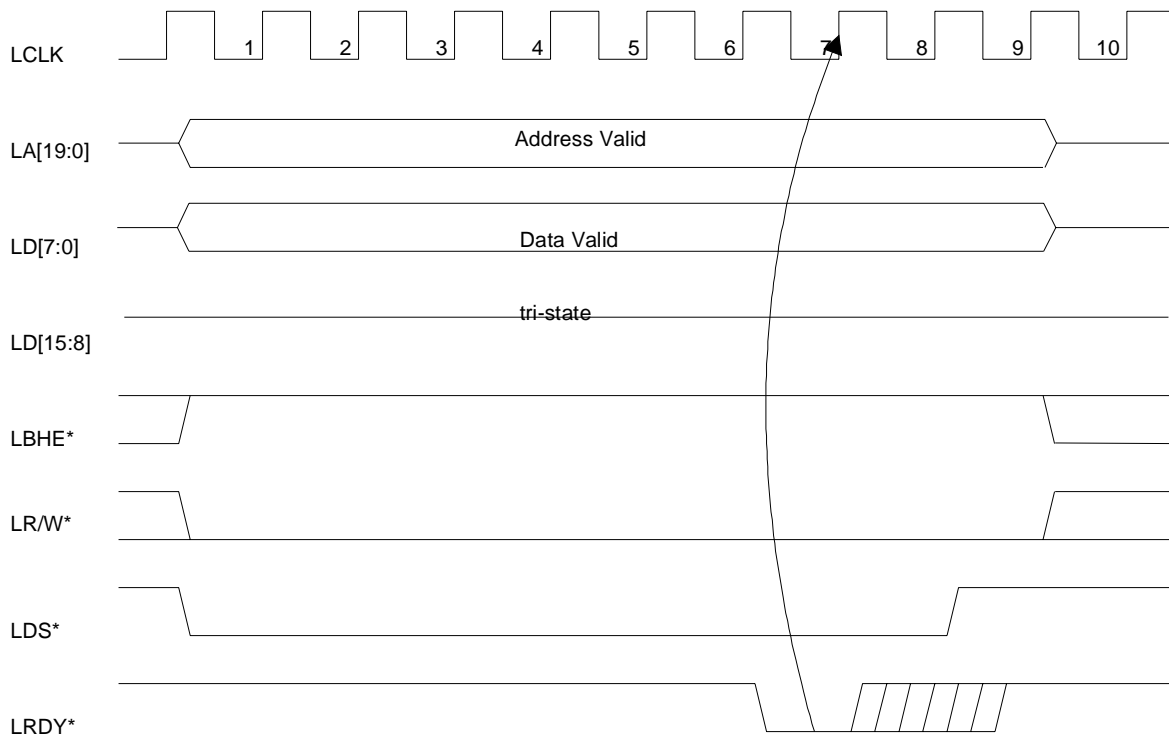 LCLK
1 2 3 4 5 6 7 8 9 10
LA[19:0]
Address Valid
LD[7:0]
Data Valid
LD[15:8]
tri-state
LBHE*
LR/W*
LDS*
LRDY*